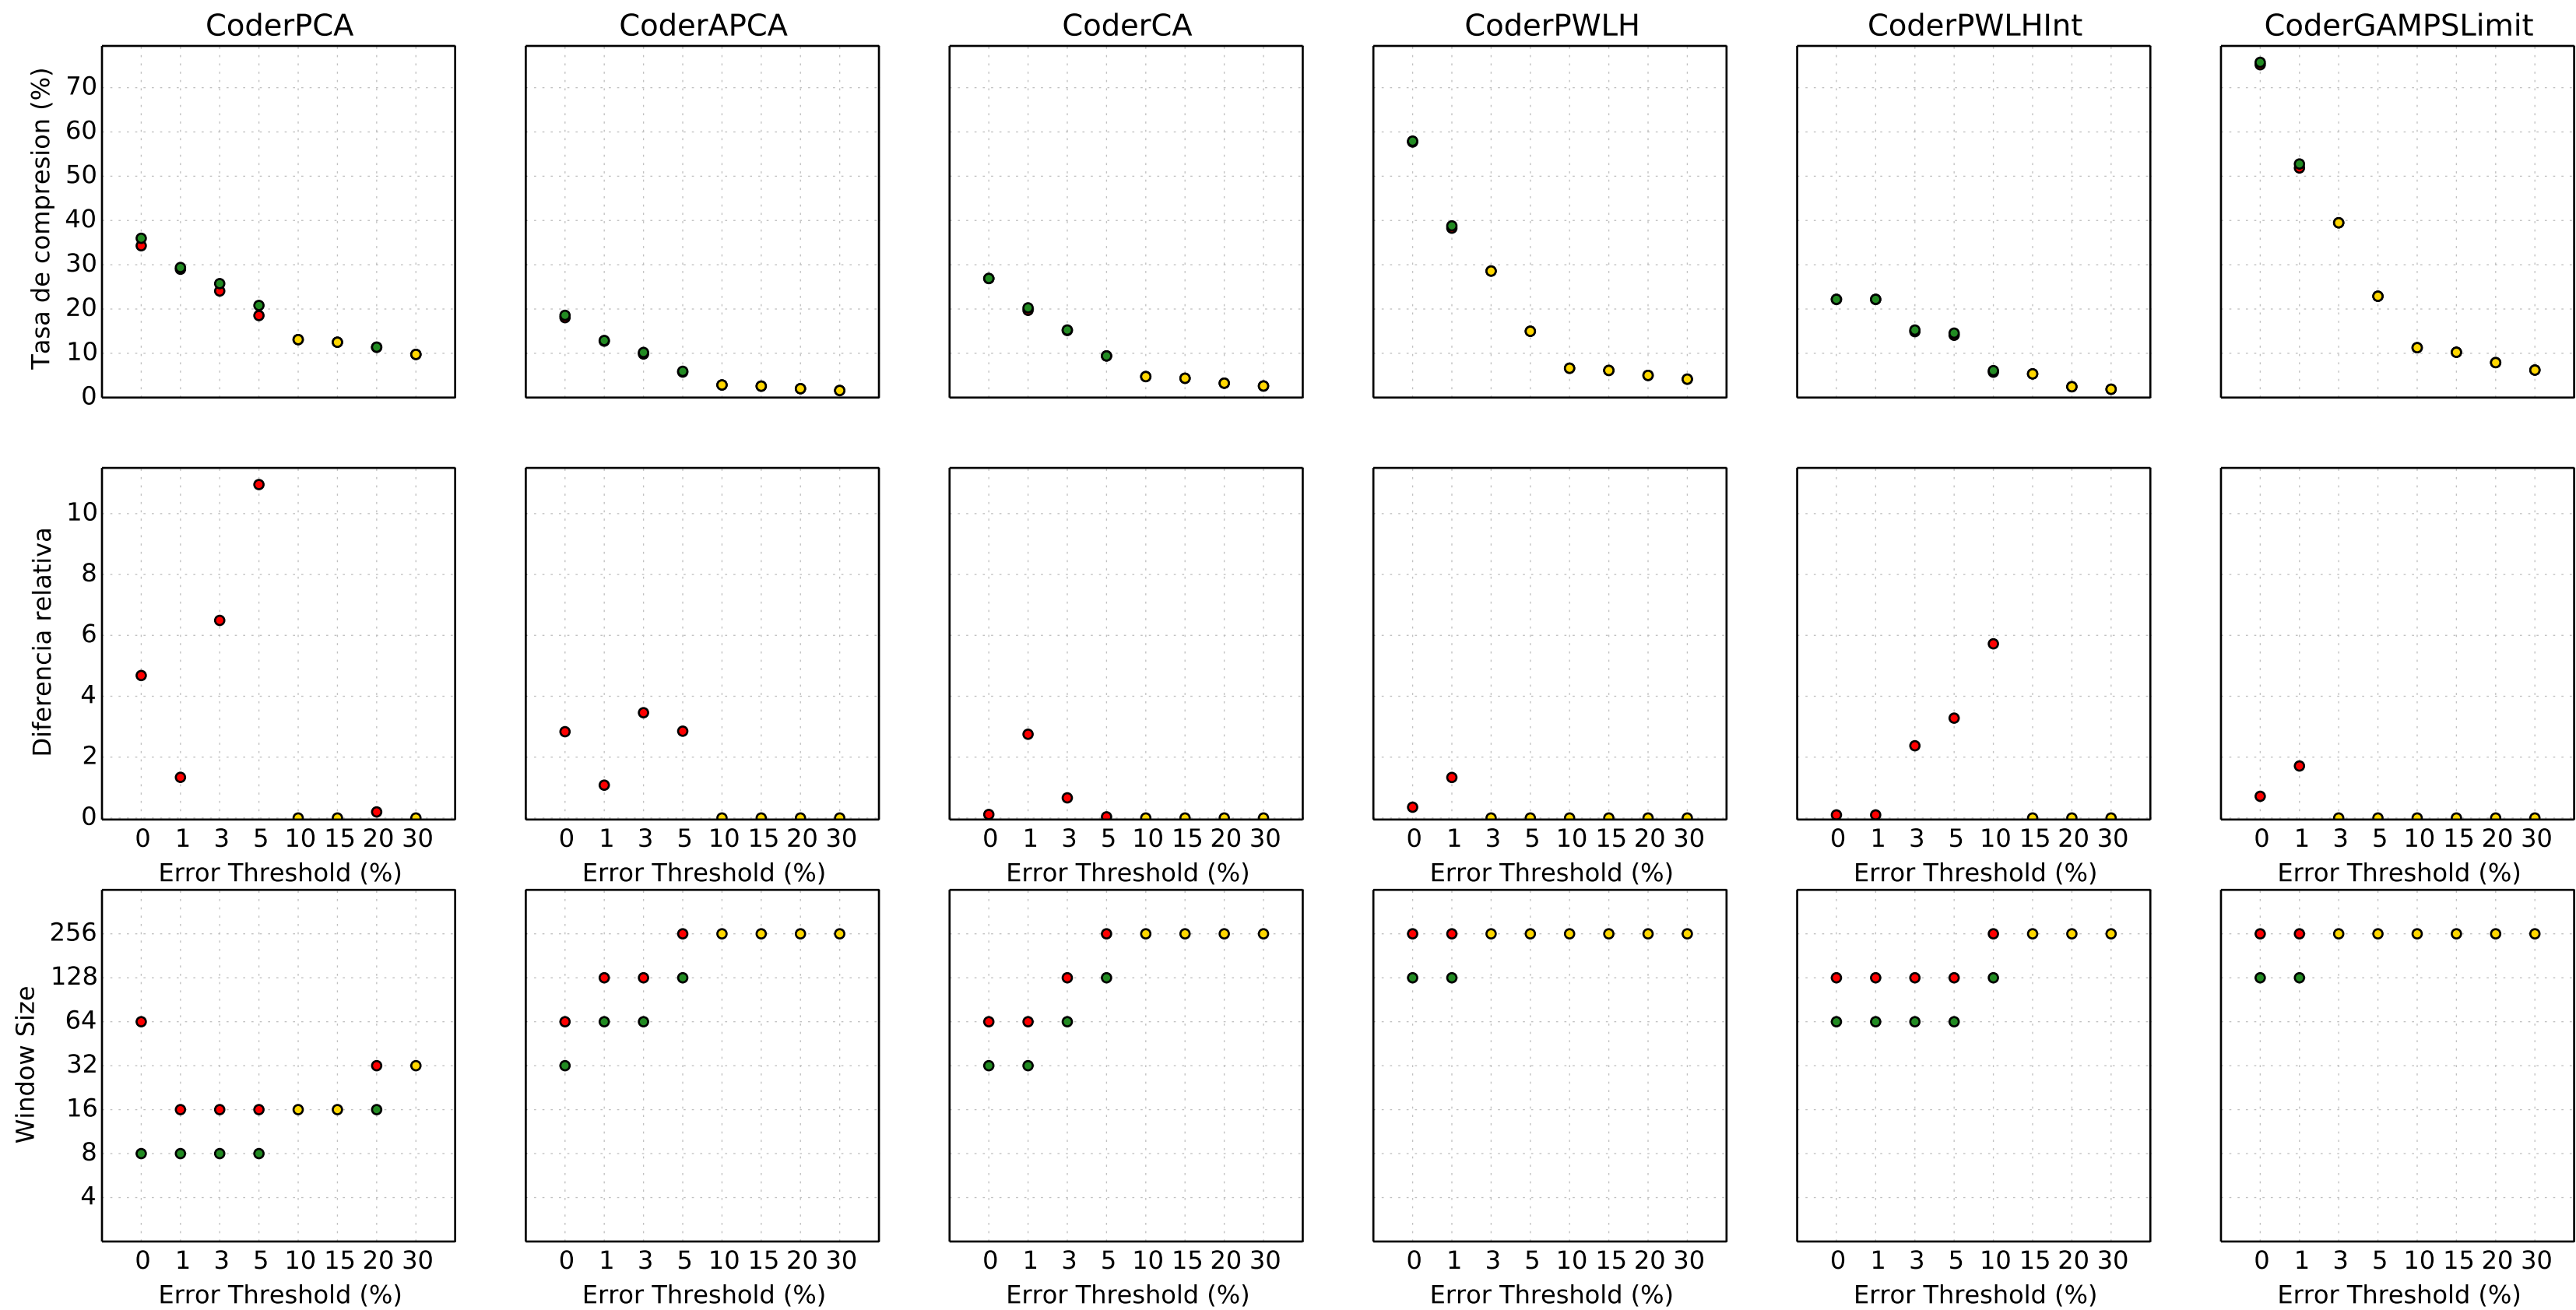 CoderPCA CoderAPCA CoderCA CoderPWLH CoderPWLHInt CoderGAMPSLimit
Tasa de compresion (%)
70
60
50
40
30
20
10
0
Diferencia relativa
10
8
6
4
2
0
0 1 3 5 10 15 20 30 0 1 3 5 10 15 20 30 0 1 3 5 10 15 20 30 0 1 3 5 10 15 20 30 0 1 3 5 10 15 20 30 0 1 3 5 10 15 20 30
Error Threshold (%) Error Threshold (%) Error Threshold (%) Error Threshold (%) Error Threshold (%) Error Threshold (%)
Window Size
256
128
64
32
16
8
4
0 1 3 5 10 15 20 30 0 1 3 5 10 15 20 30 0 1 3 5 10 15 20 30 0 1 3 5 10 15 20 30 0 1 3 5 10 15 20 30 0 1 3 5 10 15 20 30
Error Threshold (%) Error Threshold (%) Error Threshold (%) Error Threshold (%) Error Threshold (%) Error Threshold (%)